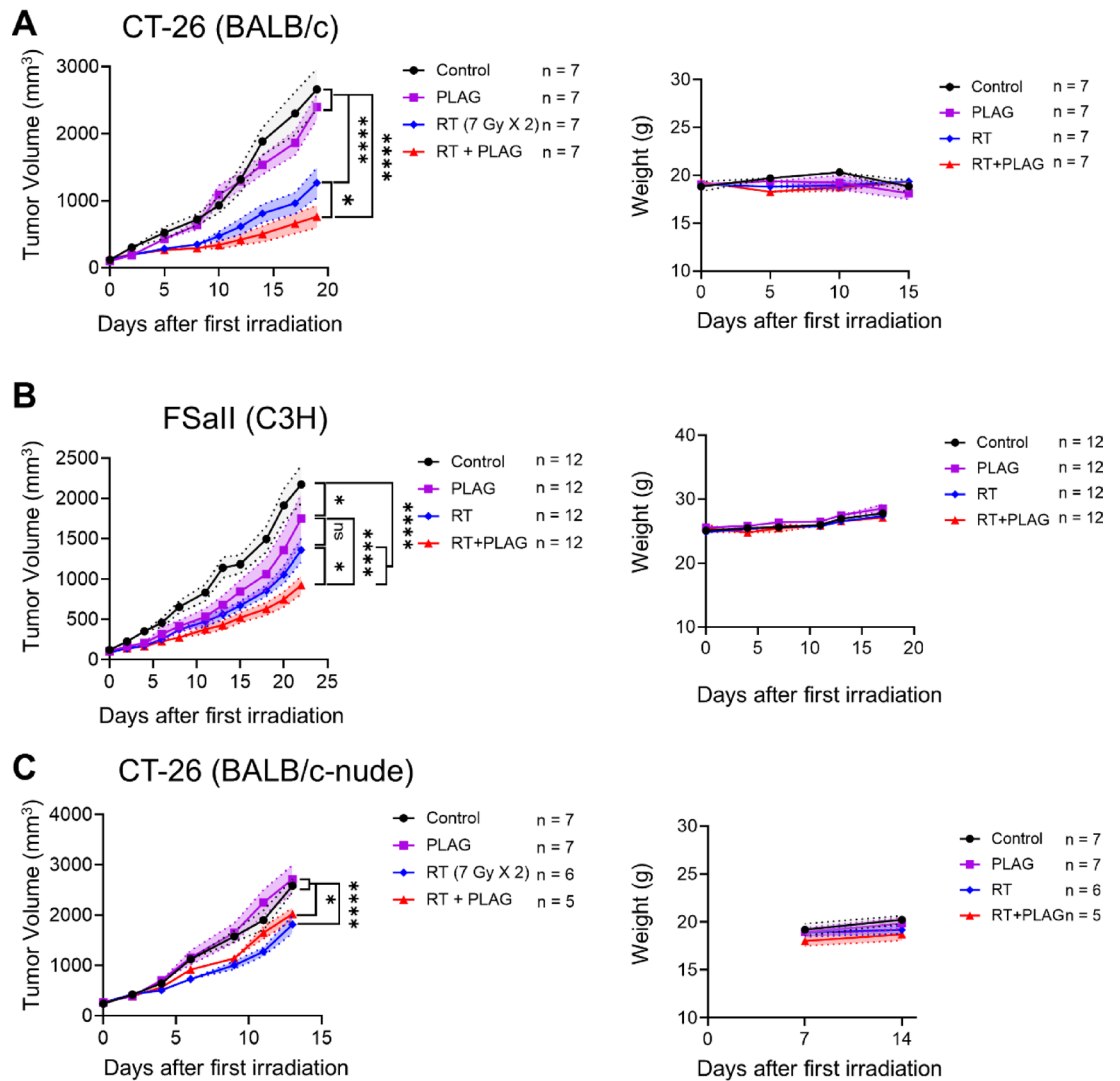 A
CT-26 (BALB/c)
Tumor Volume (mm³)
3000
2000
1000
0
0 5 10 15 20
Days after first irradiation
Control n = 7
PLAG n = 7
RT (7 Gy X 2) n = 7
RT + PLAG n = 7
****
****
*
Weight (g)
30
25
20
15
10
0 5 10 15
Days after first irradiation
Control n = 7
PLAG n = 7
RT n = 7
RT+PLAG n = 7
B
FSaII (C3H)
Tumor Volume (mm³)
2500
2000
1500
1000
500
0
0 5 10 15 20 25
Days after first irradiation
Control n = 12
PLAG n = 12
RT n = 12
RT+PLAG n = 12
*
ns
*
****
****
Weight (g)
40
30
20
10
0 5 10 15 20
Days after first irradiation
Control n = 12
PLAG n = 12
RT n = 12
RT+PLAG n = 12
C
CT-26 (BALB/c-nude)
Tumor Volume (mm³)
4000
3000
2000
1000
0
0 5 10 15
Days after first irradiation
Control n = 7
PLAG n = 7
RT (7 Gy X 2) n = 6
RT + PLAG n = 5
*
****
Weight (g)
30
25
20
15
10
0 7 14
Days after first irradiation
Control n = 7
PLAG n = 7
RT n = 6
RT+PLAG n = 5